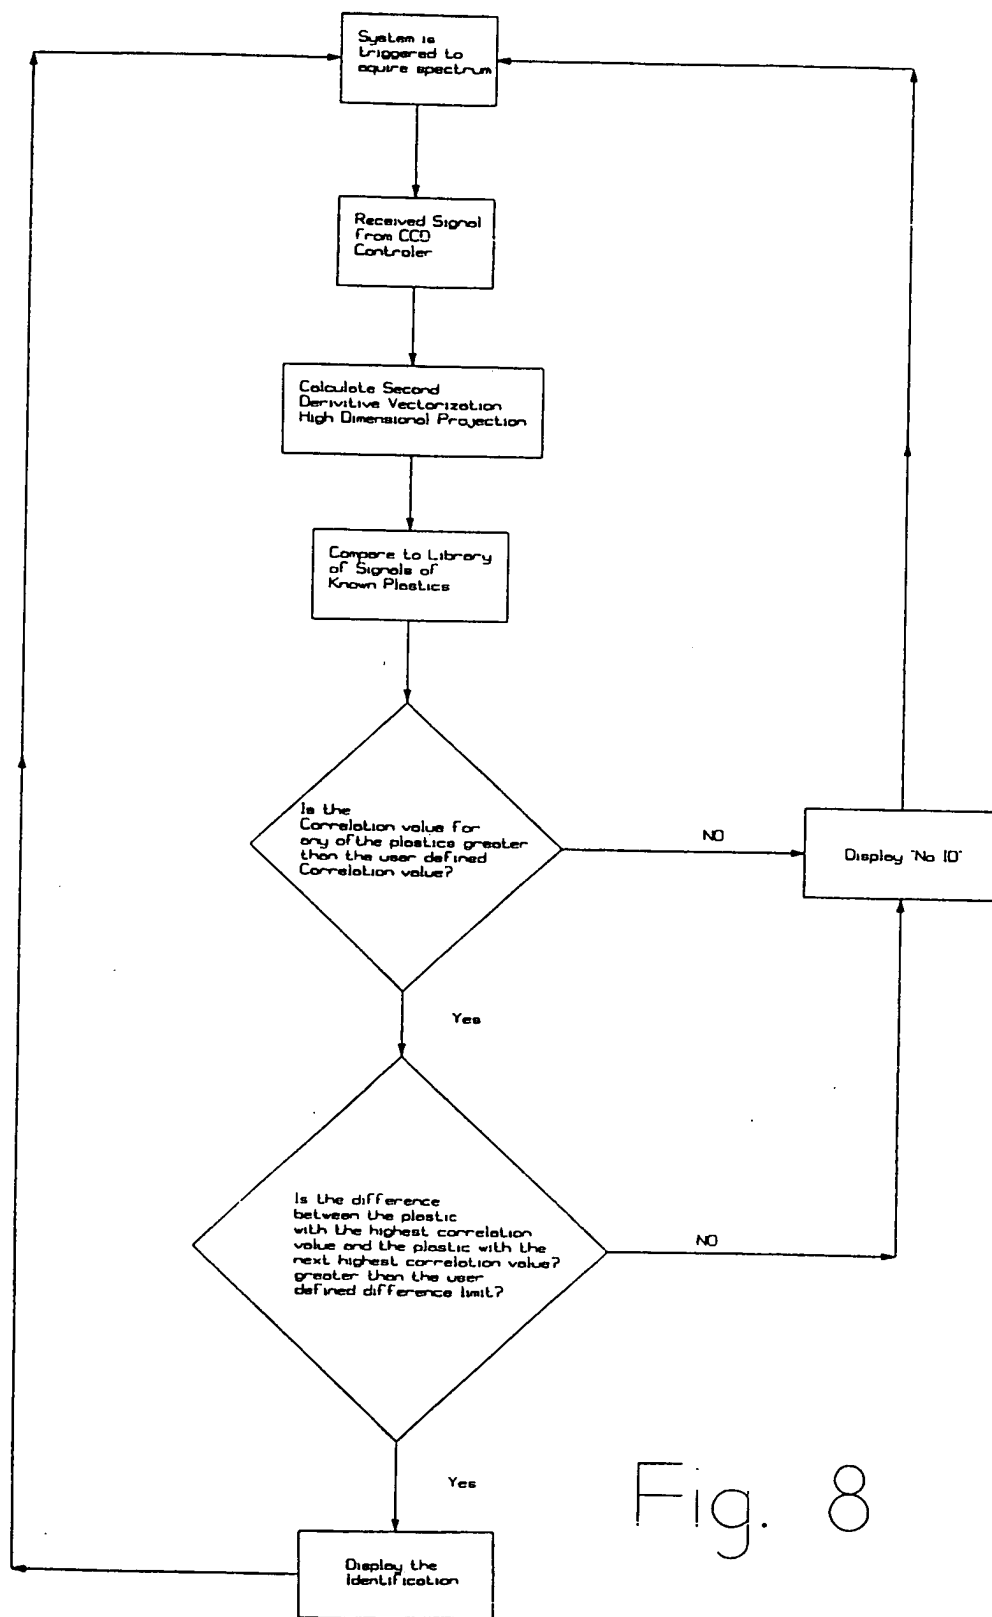 System is
triggered to
aquire spectrum
Received Signal
from CCD
Controler
Calculate Second
Derivitive Vectorization
High Dimensional Projection
Compare to Library
of Signals of
Known Plastics
Is the
Correlation value for
any of the plastics greater
than the user defined
Correlation value?
NO
Display "No ID"
Yes
Is the difference
between the plastic
with the highest correlation
value and the plastic with the
next highest correlation value?
greater than the user
defined difference limit?
NO
Yes
Display the
Identification
Fig. 8